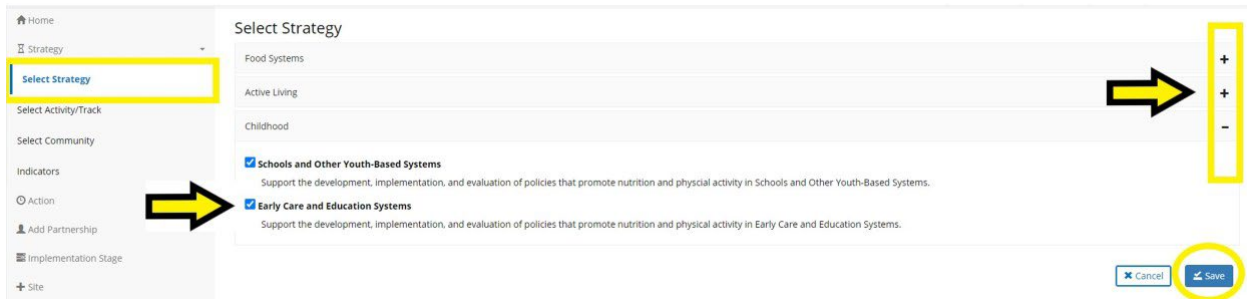 Home
Strategy
Select Strategy
Select Activity/Track
Select Community
Indicators
Action
Add Partnership
Implementation Stage
Site
Select Strategy
Food Systems
Active Living
Childhood
Schools and Other Youth-Based Systems
Support the development, implementation, and evaluation of policies that promote nutrition and physcial activity in Schools and Other Youth-Based Systems.
Early Care and Education Systems
Support the development, implementation, and evaluation of policies that promote nutrition and physical activity in Early Care and Education Systems.
Cancel
Save